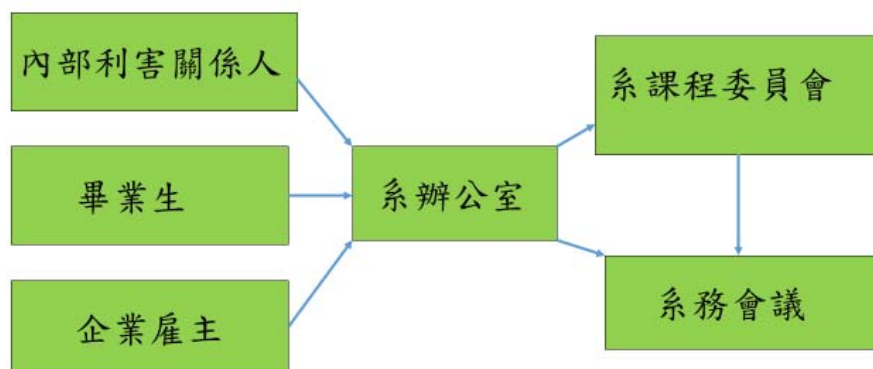 內部利害關係人
畢業生
企業雇主
系辦公室
系課程委員會
系務會議